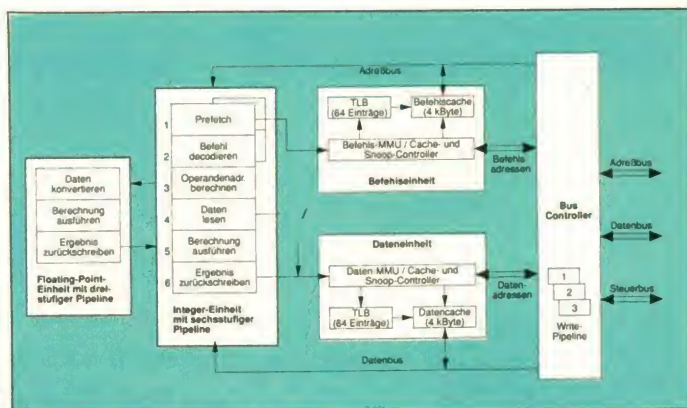 Adreßbus
1 Prefetch
2 Befehl
decodieren
3 Operandenadr.
berechnen
4 Daten
lesen
5 Berechnung
ausführen
6 Ergebnis
zurückschreiben
Integer-Einheit
mit sechsstufiger
Pipeline
Daten
konvertieren
Berechnung
ausführen
Ergebnis
zurückschreiben
Floating-Point-
Einheit mit drei-
stufiger Pipeline
TLB
(64 Einträge)
Befehlscache
(4 kByte)
Befehls-MMU / Cache- und
Snoop-Controller
Befehlseinheit
Befehls
adressen
Dateneinheit
Daten-MMU / Cache- und
Snoop-Controller
TLB
(64 Einträge)
Datencache
(4 kByte)
Daten-
adressen
Datenbus
Bus
Controller
1
2
3
Write-
Pipeline
Adreßbus
Datenbus
Steuerbus